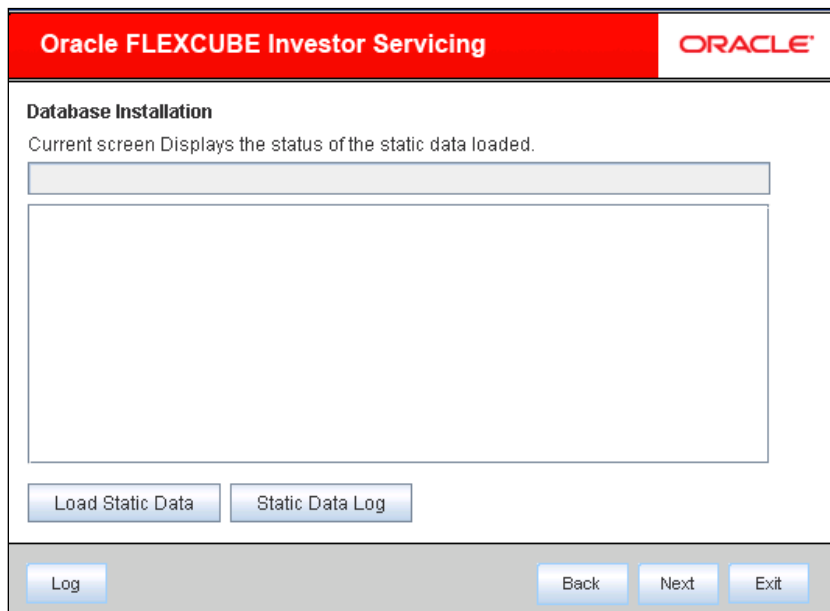 Oracle FLEXCUBE Investor Servicing
ORACLE
Database Installation
Current screen Displays the status of the static data loaded.
Load Static Data
Static Data Log
Log
Back
Next
Exit